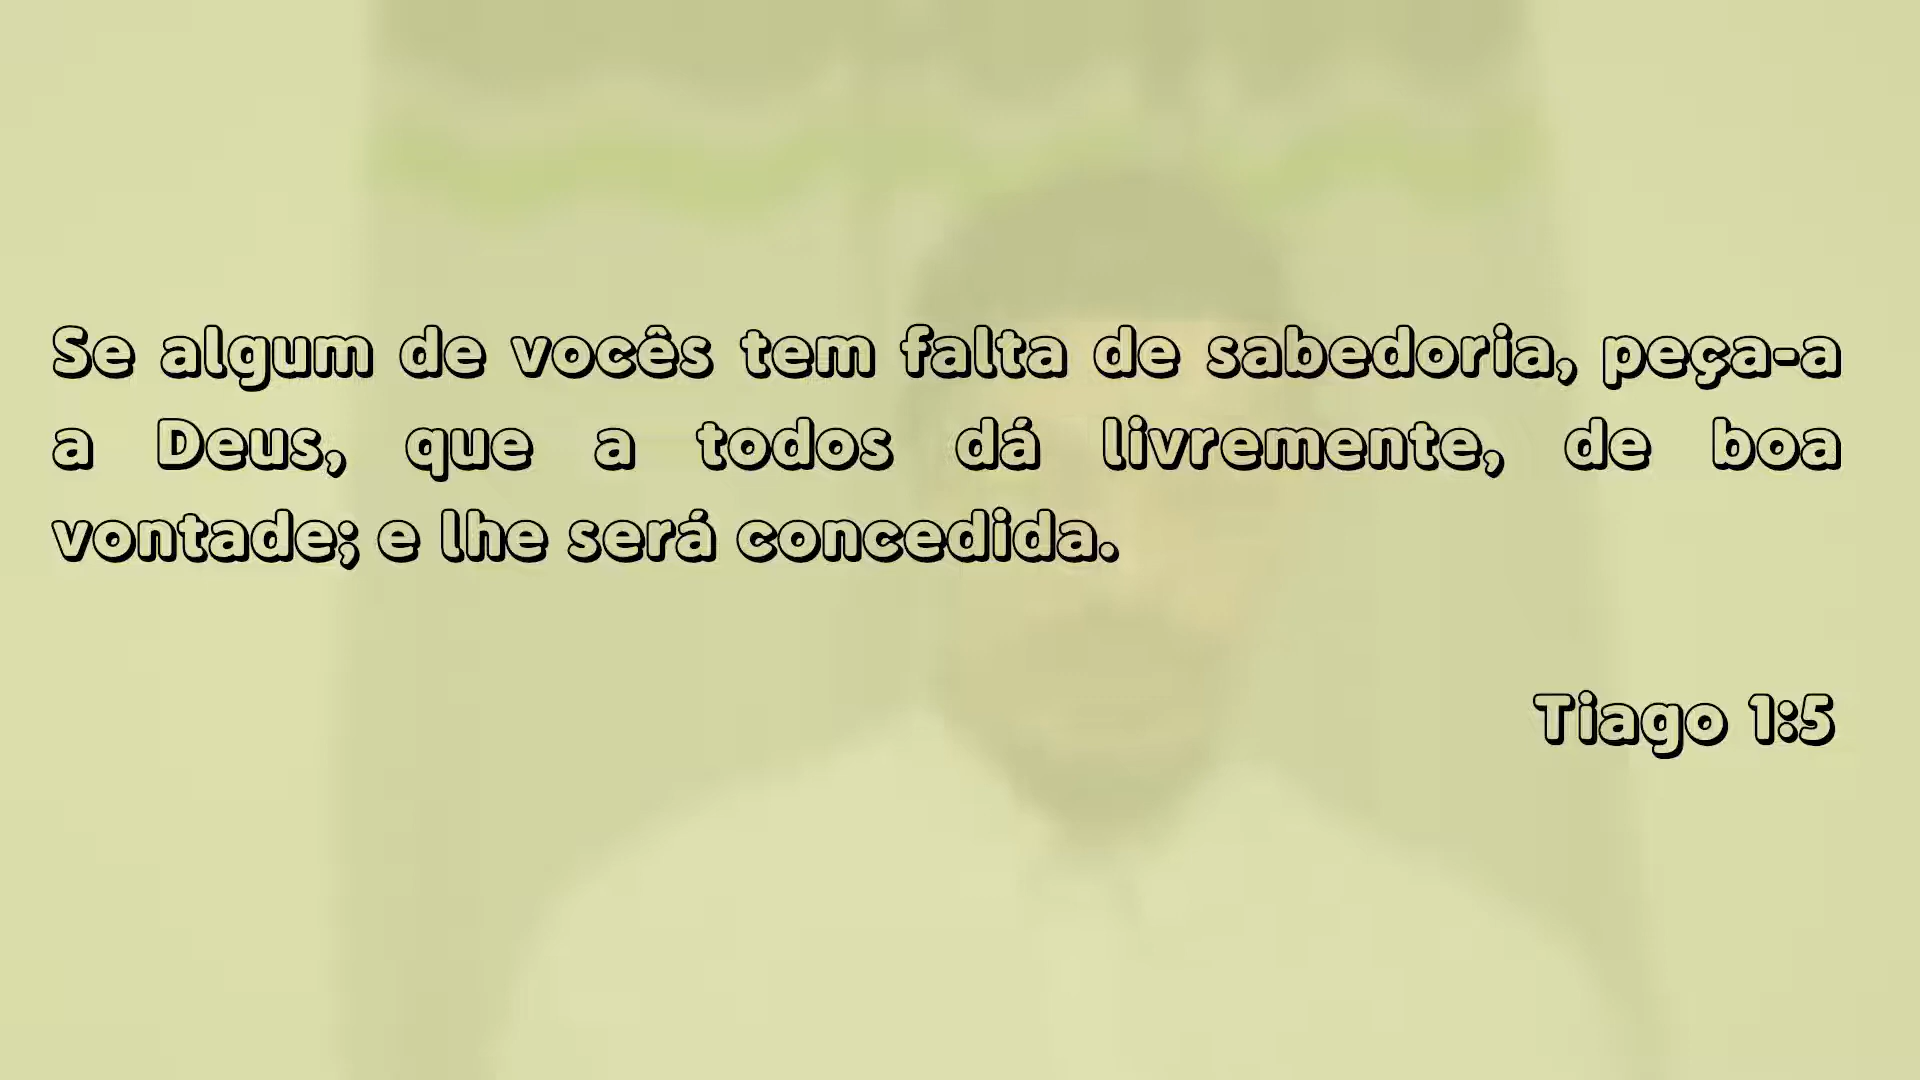 Se algum de vocês tem falta de sabedoria, peça-a
a Deus, que a todos dá livremente, de boa
vontade; e lhe será concedida.
Tiago 1:5